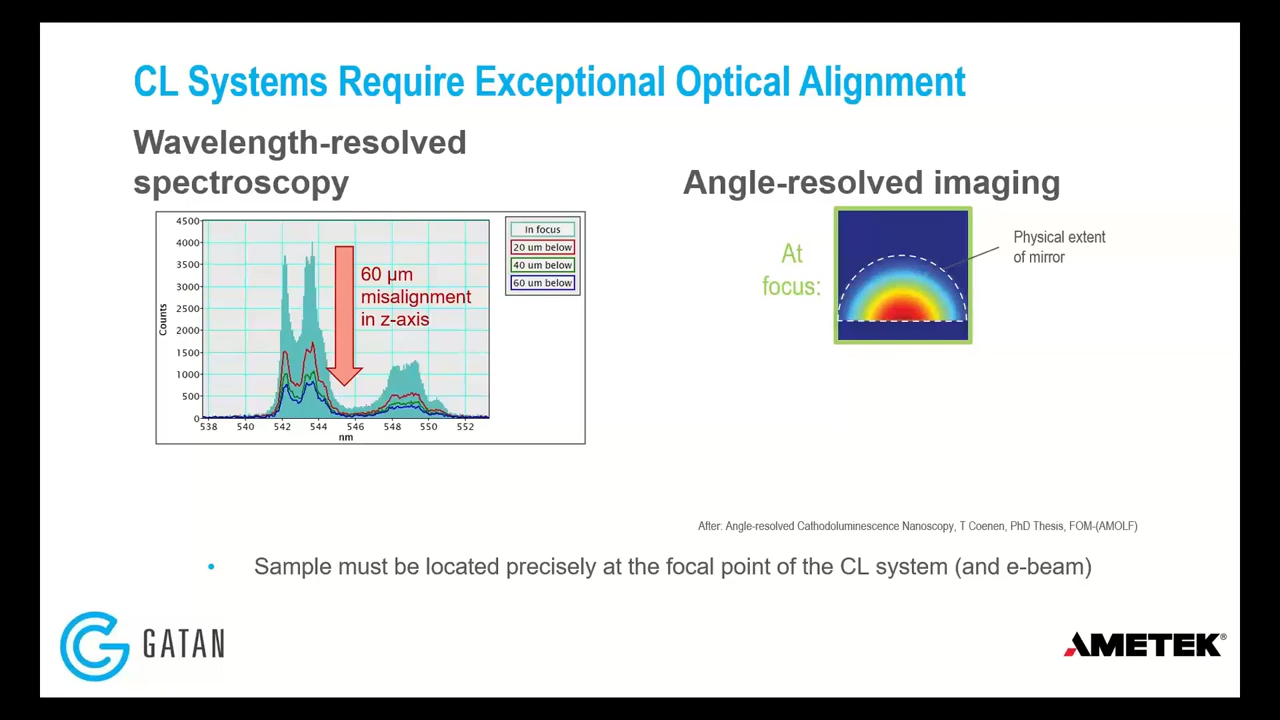 CL Systems Require Exceptional Optical Alignment
Wavelength-resolved
spectroscopy
4500
4000
3500
3000
2500
2000
1500
1000
500
0
Counts
538 540 542 544 546 548 550 552
nm
60 µm
misalignment
in z-axis
In focus
20 um below
40 um below
60 um below
Angle-resolved imaging
At
focus:
Physical extent
of mirror
After: Angle-resolved Cathodoluminescence Nanoscopy, T Coenen, PhD Thesis, FOM-(AMOLF)
• Sample must be located precisely at the focal point of the CL system (and e-beam)
GATAN
AMETEK®